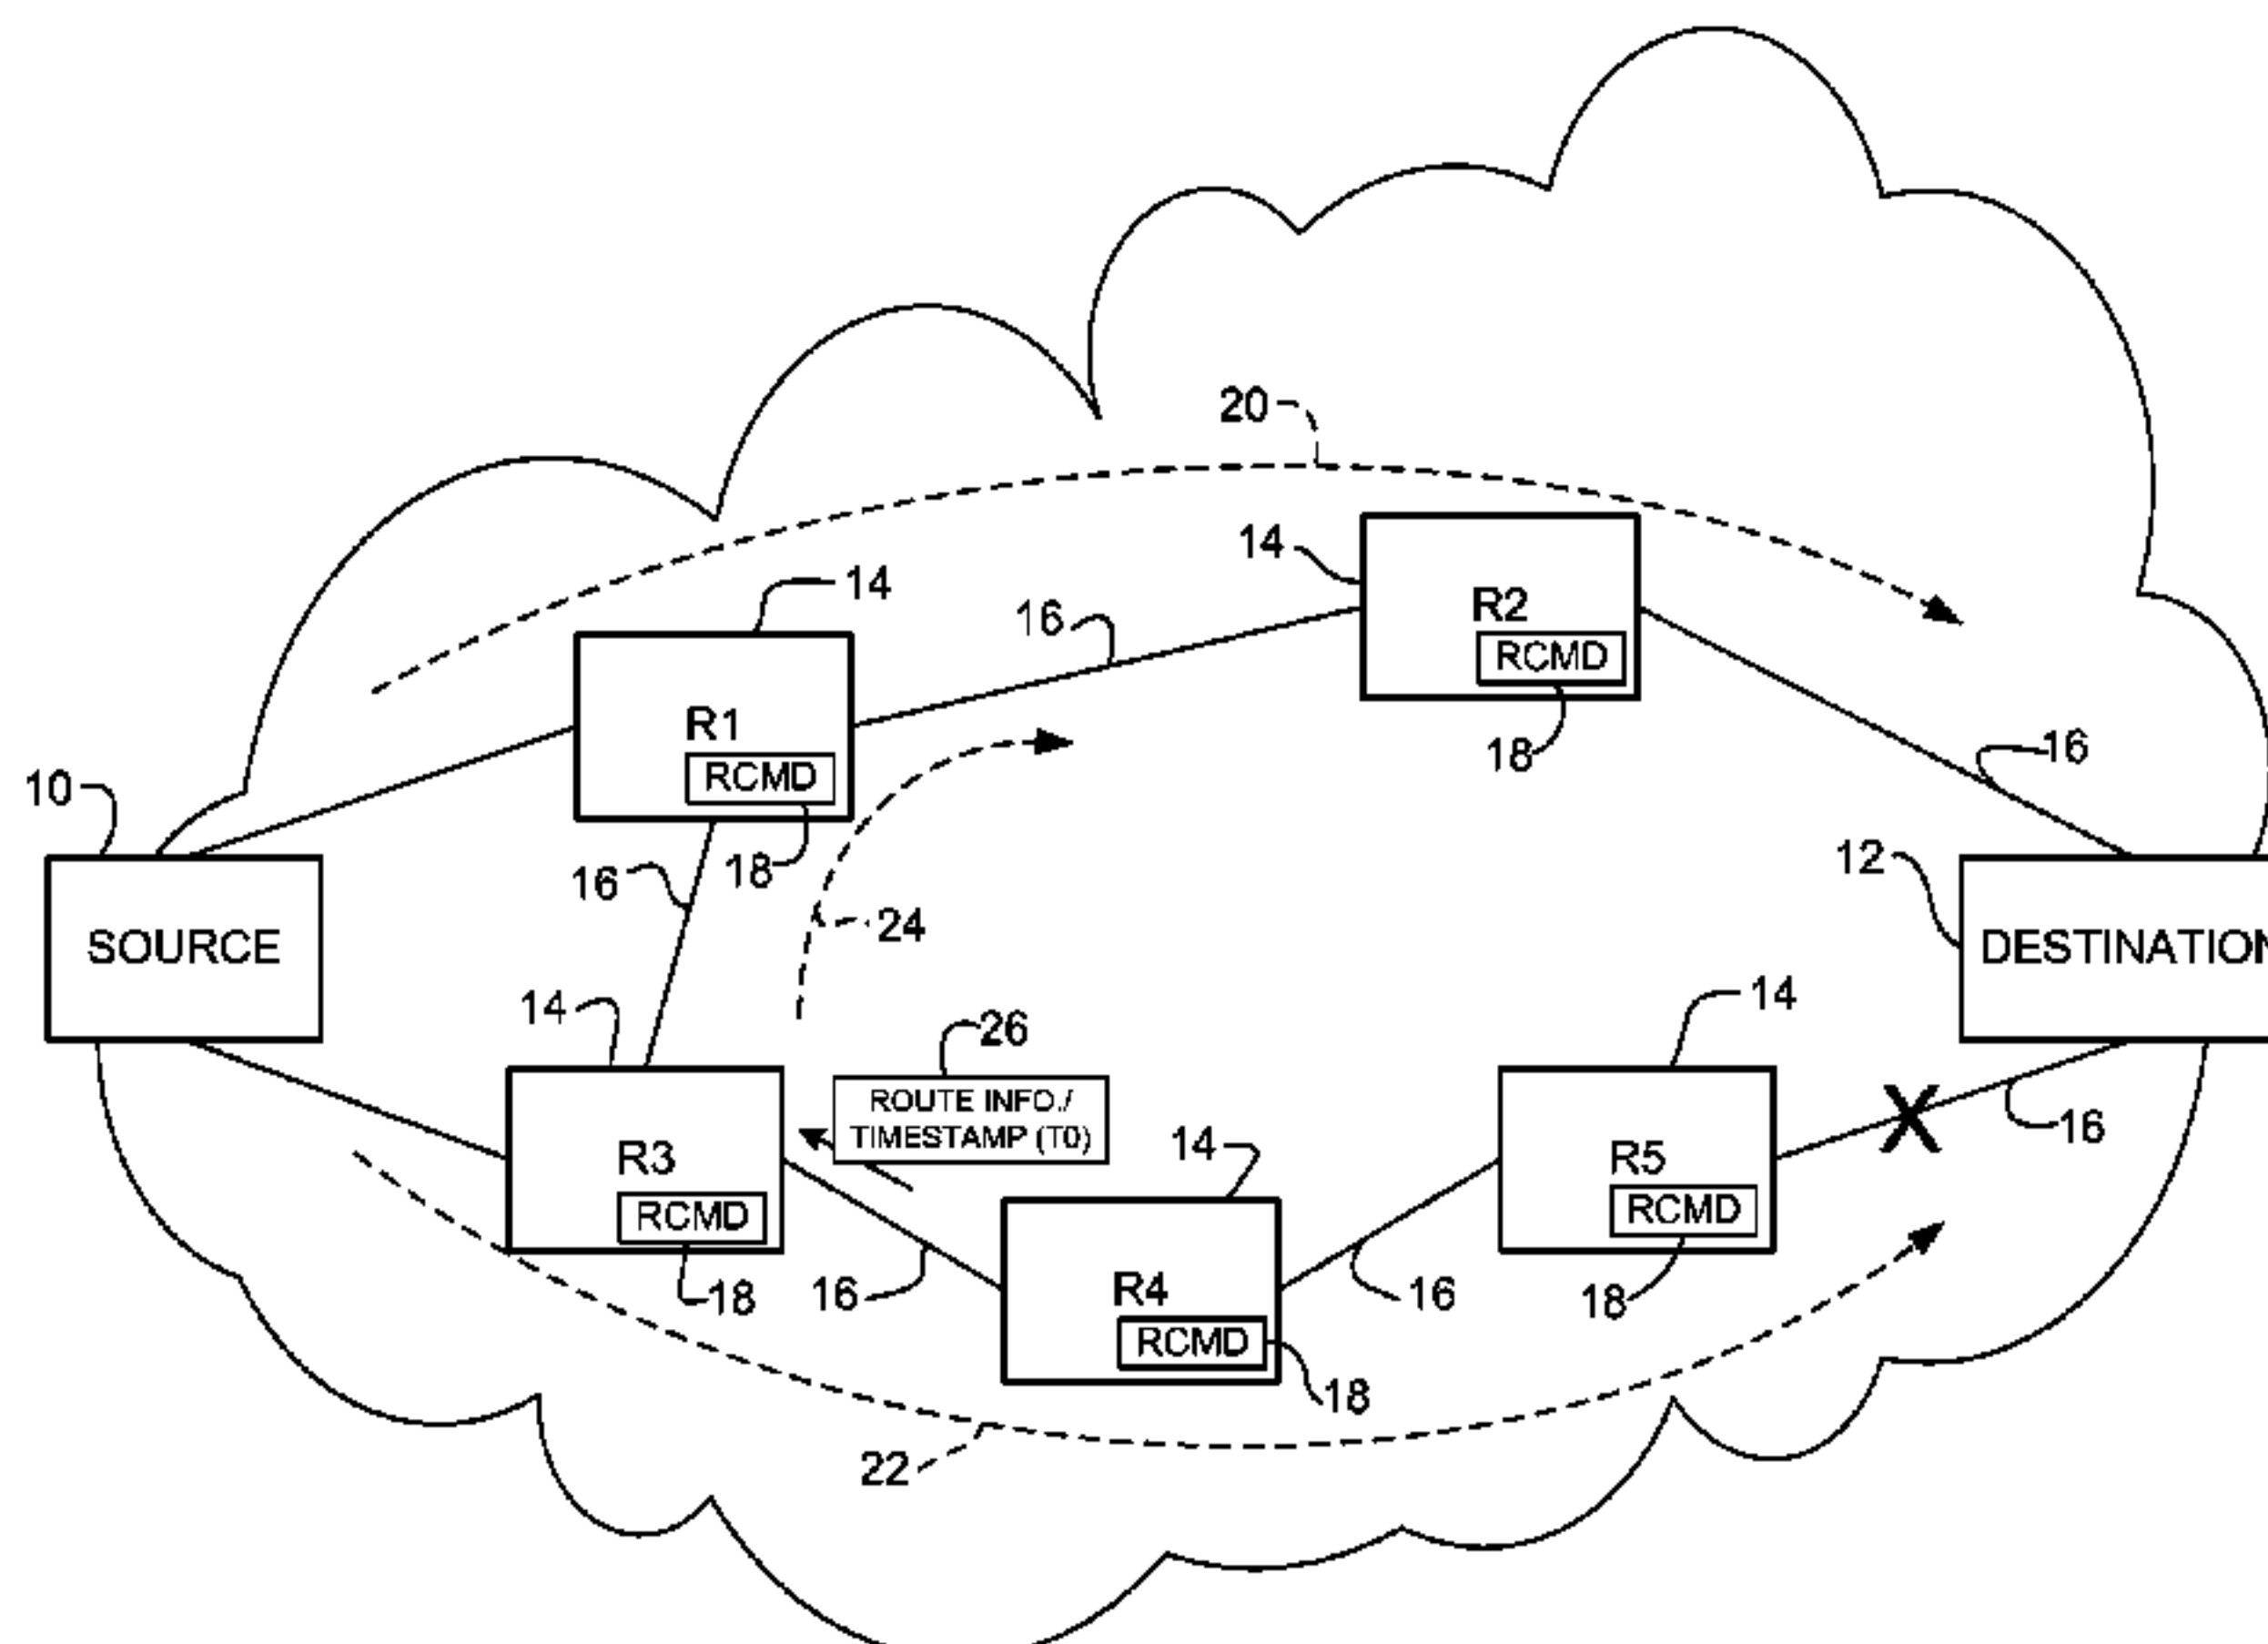 20
14
R2
RCMD
18
14
16
R1
RCMD
18
16
10
SOURCE
16
12
DESTINATION
24
14
26
ROUTE INFO./
TIMESTAMP (T0)
14
R3
RCMD
18
16
14
R4
RCMD
18
16
R5
RCMD
18
16
22